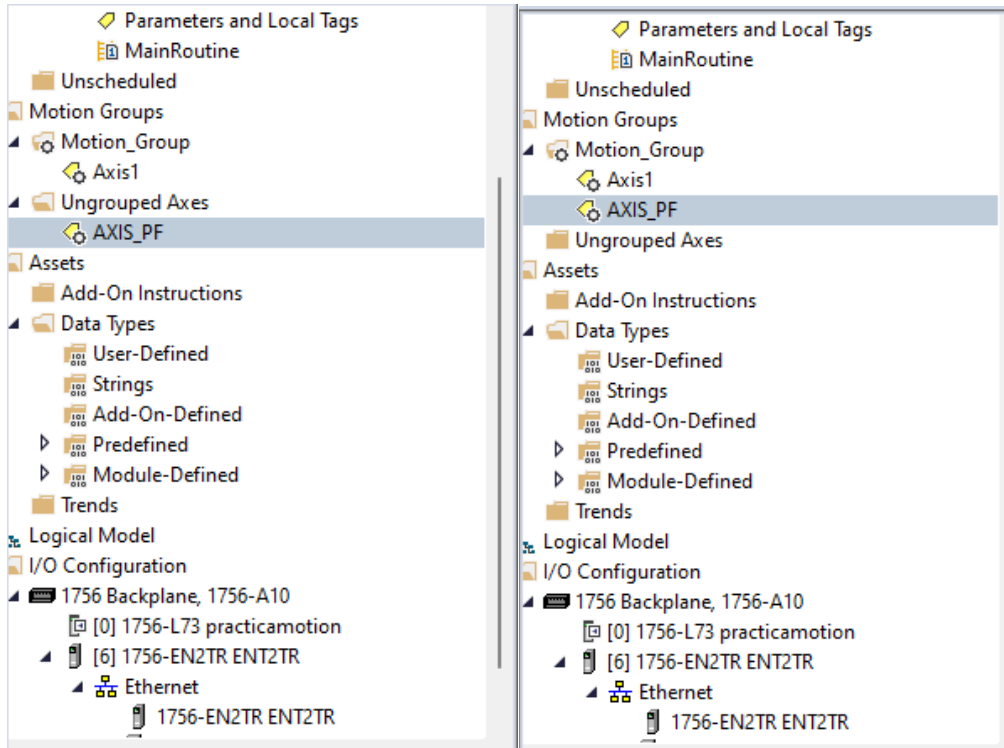 Parameters and Local Tags
MainRoutine
Unscheduled
Motion Groups
Motion_Group
Axis1
Ungrouped Axes
AXIS_PF
Assets
Add-On Instructions
Data Types
User-Defined
Strings
Add-On-Defined
Predefined
Module-Defined
Trends
Logical Model
I/O Configuration
1756 Backplane, 1756-A10
[0] 1756-L73 practicamotion
[6] 1756-EN2TR ENT2TR
Ethernet
1756-EN2TR ENT2TR
Parameters and Local Tags
MainRoutine
Unscheduled
Motion Groups
Motion_Group
Axis1
AXIS_PF
Ungrouped Axes
Assets
Add-On Instructions
Data Types
User-Defined
Strings
Add-On-Defined
Predefined
Module-Defined
Trends
Logical Model
I/O Configuration
1756 Backplane, 1756-A10
[0] 1756-L73 practicamotion
[6] 1756-EN2TR ENT2TR
Ethernet
1756-EN2TR ENT2TR